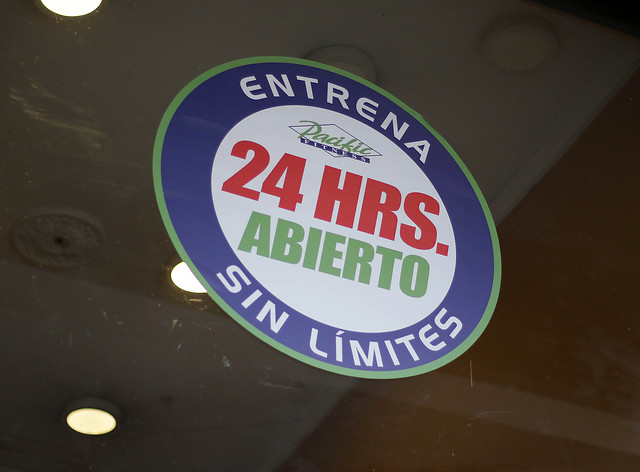 ENTRENA
Pacific
FITNESS
24 HRS.
ABIERTO
SIN LÍMITES